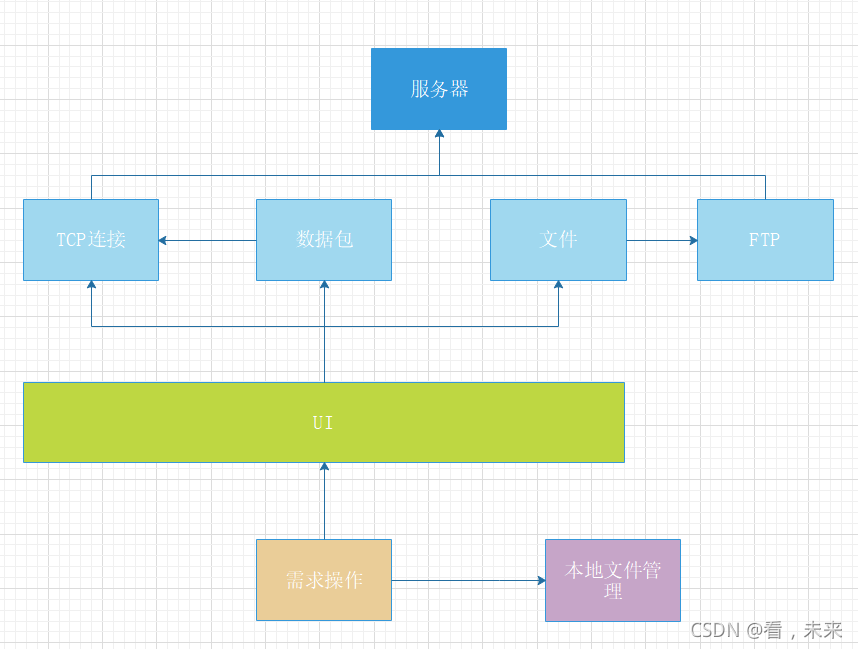 服务器
TCP连接
数据包
文件
FTP
UI
需求操作
本地文件管
理
CSDN @看，未来